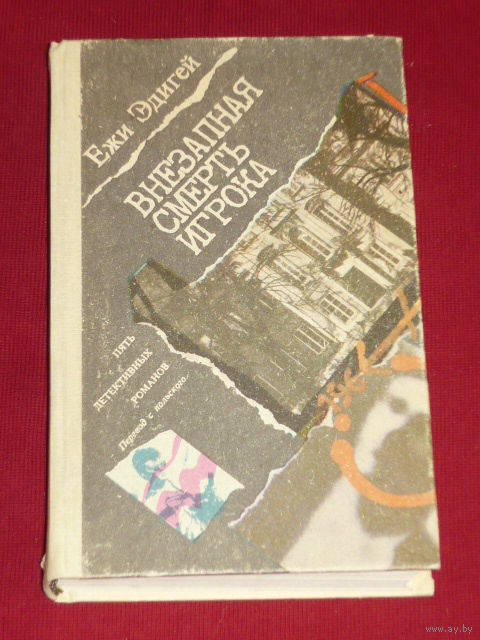 Ежи Эдигей
ВНЕЗАПНАЯ
СМЕРТЬ
ИГРОКА
ПЯТЬ
ДЕТЕКТИВНЫХ
РОМАНОВ
Перевод с польского
www.ay.by